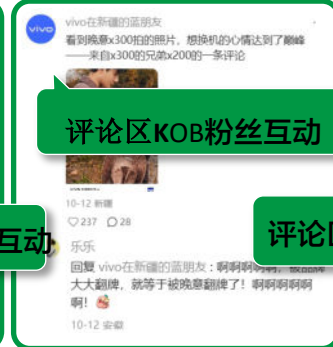 vivo
vivo在新疆的蓝朋友
看到晚意x300拍的照片，想换机的心情达到了巅峰
——来自x300的兄弟x200的一条评论
评论区KOB粉丝互动
10-12 新疆
237 28
互动
评论
乐乐
回复 vivo在新疆的蓝朋友：啊啊啊啊啊，被品牌
大大翻牌，就等于被晚意翻牌了！啊啊啊啊啊
啊！
10-12 安徽